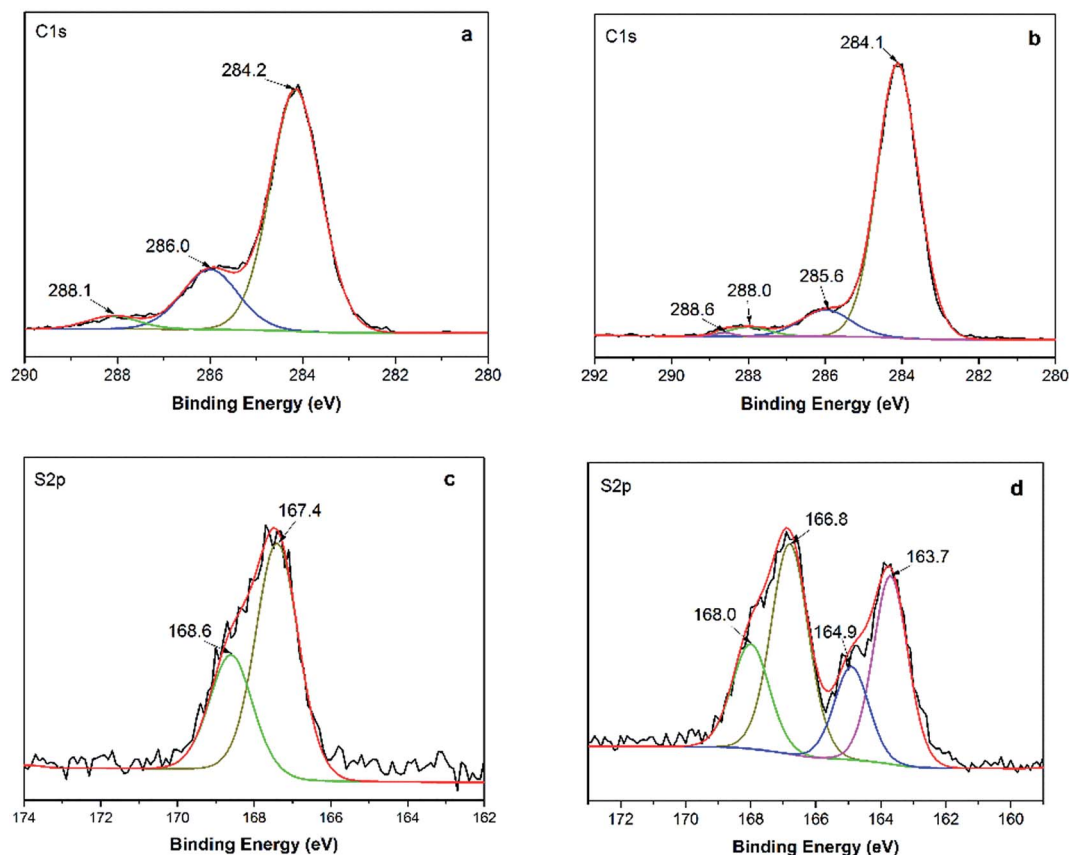 C1s
a
284.2
286.0
288.1
290 288 286 284 282 280
Binding Energy (eV)
C1s
b
284.1
285.6
288.0
288.6
292 290 288 286 284 282 280
Binding Energy (eV)
S2p
c
167.4
168.6
174 172 170 168 166 164 162
Binding Energy (eV)
S2p
d
166.8
163.7
168.0
164.9
172 170 168 166 164 162 160
Binding Energy (eV)